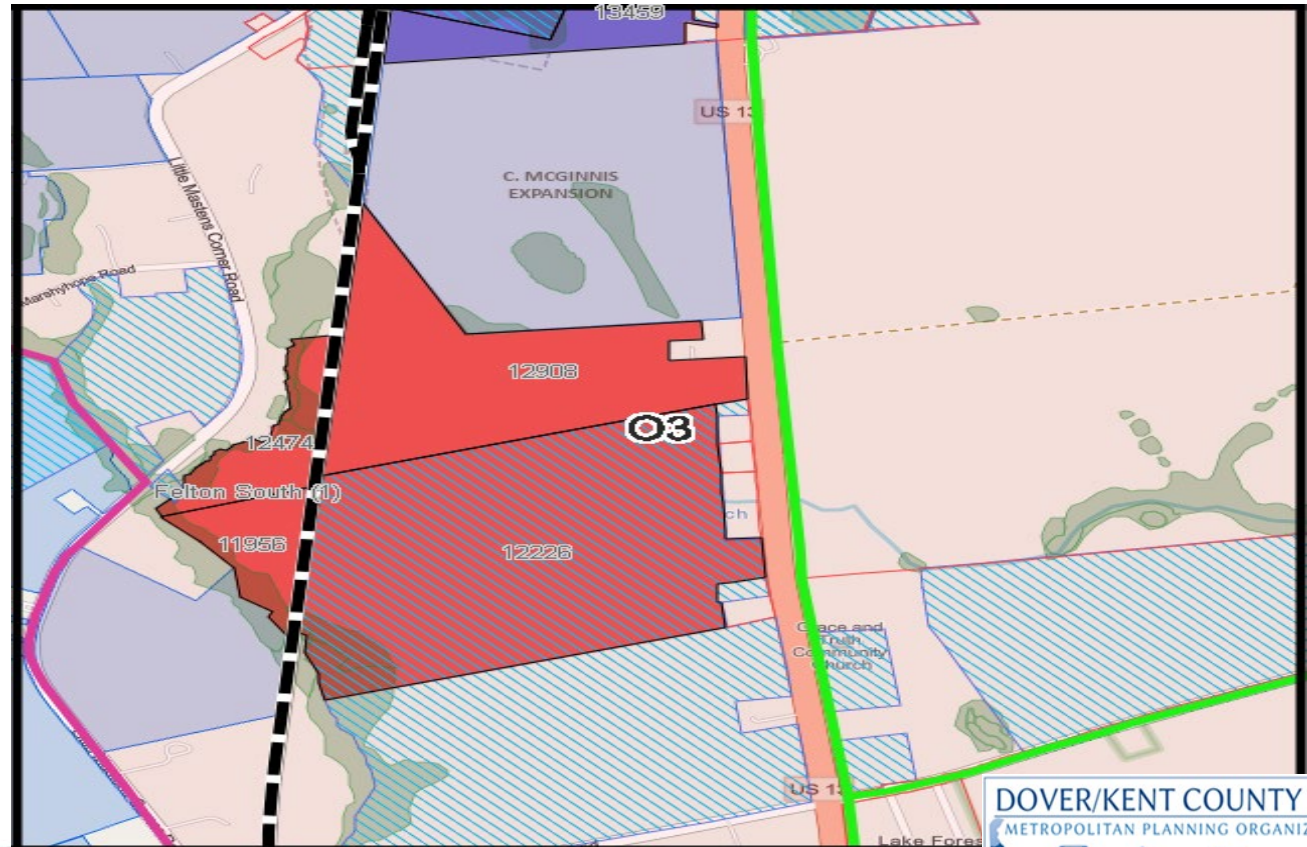 13459
US 13
C. MCGINNIS
EXPANSION
Little Mastens Corner Road
Marshyhope Road
12908
3
12474
Felton South (1)
ch
11956
12226
Grace and
Truth
Community
Church
US 13
DOVER/KENT COUNTY
METROPOLITAN PLANNING ORGANIZ
Lake Fores